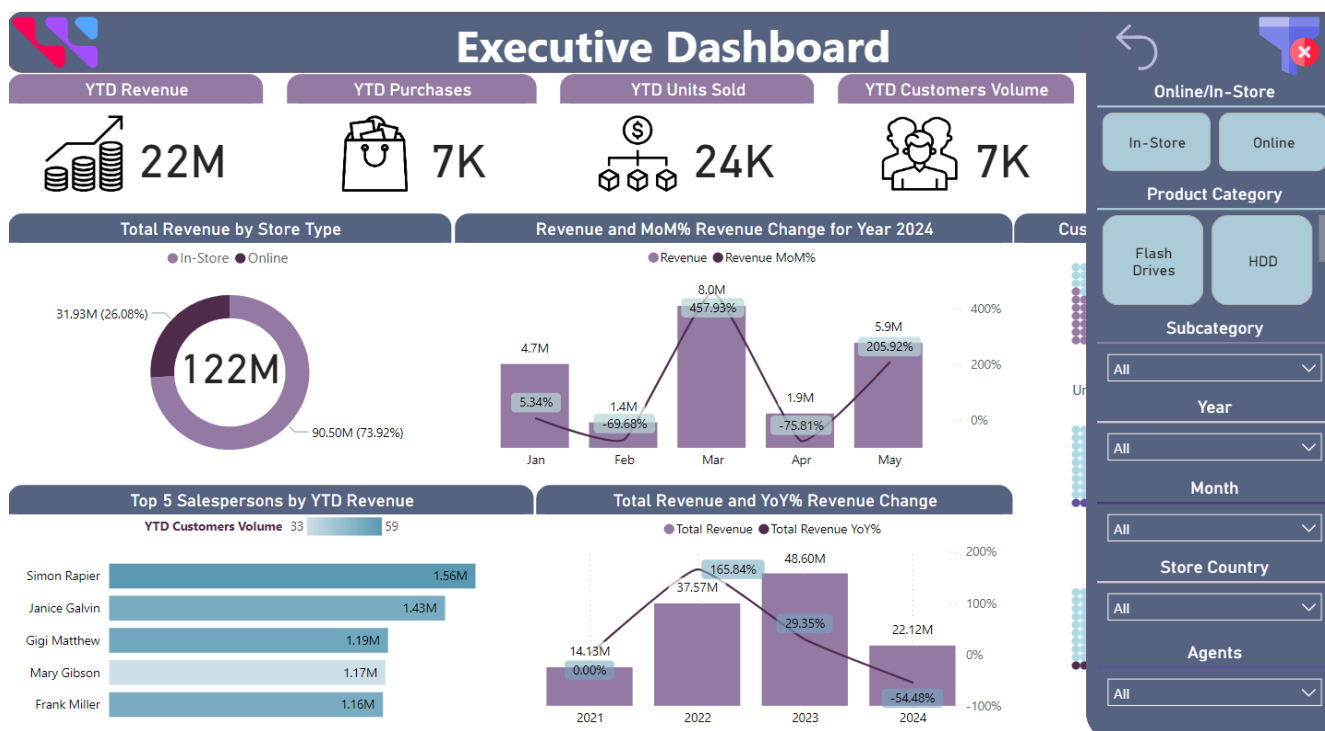 Executive Dashboard
YTD Revenue
YTD Purchases
YTD Units Sold
YTD Customers Volume
22M
7K
$
24K
7K
Total Revenue by Store Type
In-Store Online
31.93M (26.08%)
122M
90.50M (73.92%)
Revenue and MoM% Revenue Change for Year 2024
Revenue Revenue MoM%
8.0M
457.93%
400%
5.9M
205.92%
4.7M
200%
5.34%
1.4M
-69.68%
1.9M
-75.81%
0%
Jan Feb Mar Apr May
Cus
Ur
Top 5 Salespersons by YTD Revenue
YTD Customers Volume 33 59
Simon Rapier 1.56M
Janice Galvin 1.43M
Gigi Matthew 1.19M
Mary Gibson 1.17M
Frank Miller 1.16M
Total Revenue and YoY% Revenue Change
Total Revenue Total Revenue YoY%
200%
48.60M
165.84%
37.57M
100%
29.35%
22.12M
14.13M
0.00%
0%
-54.48%
-100%
2021 2022 2023 2024
Online/In-Store
In-Store
Online
Product Category
Flash
Drives
HDD
Subcategory
All
Year
All
Month
All
Store Country
All
Agents
All